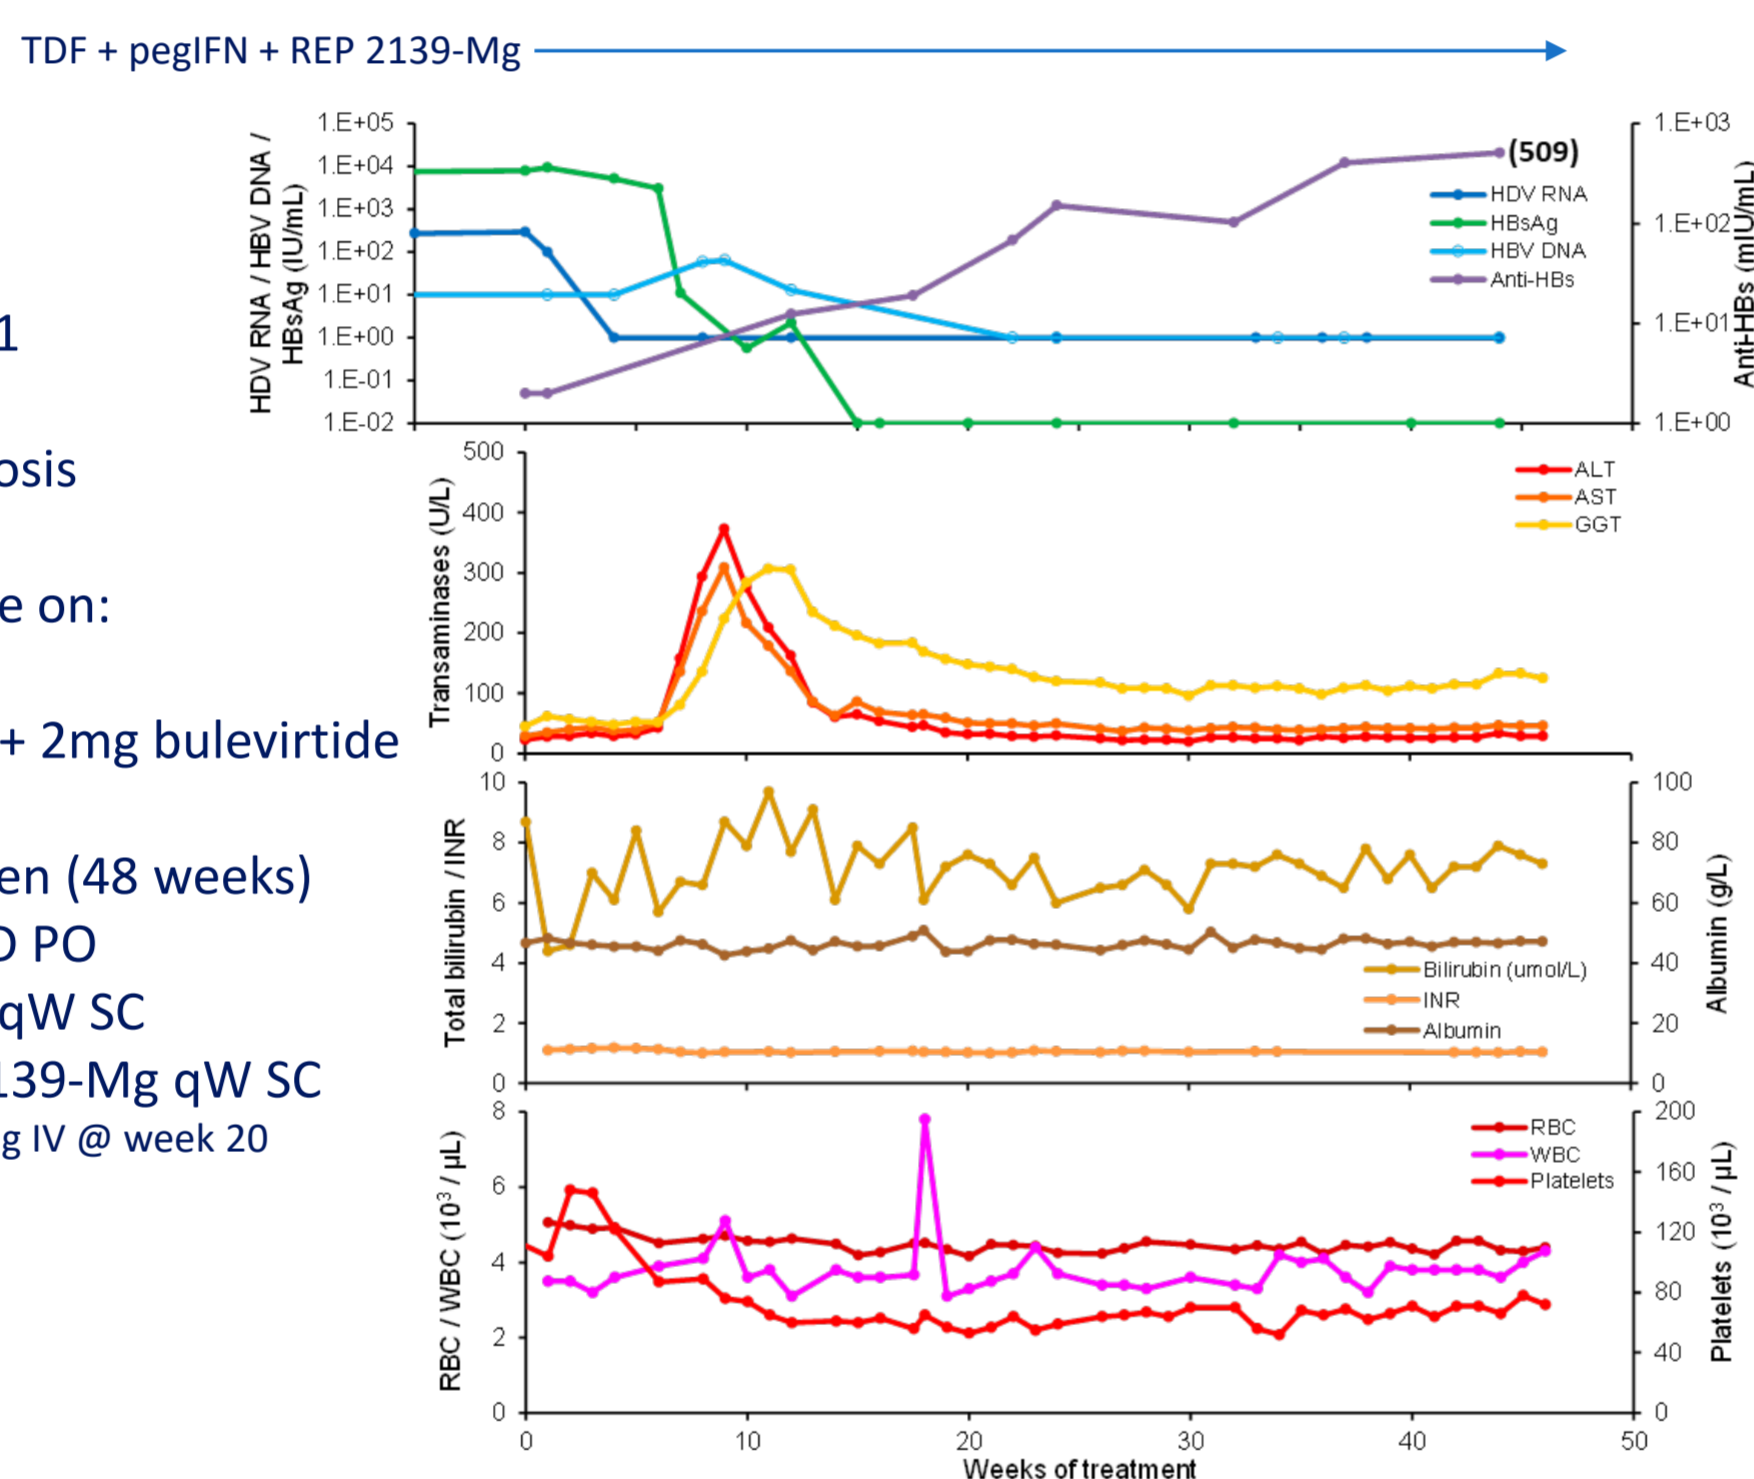 TDF + pegIFN + REP 2139-Mg
1
osis
e on:
+ 2mg bulevirtide
en (48 weeks)
PO
qW SC
139-Mg qW SC
g IV @ week 20
HDV RNA / HBV DNA /
HBsAg (IU/mL)
1.E+05
1.E+04
1.E+03
1.E+02
1.E+01
1.E+00
1.E-01
1.E-02
(509)
HDV RNA
HBsAg
HBV DNA
Anti-HBs
1.E+03
1.E+02
1.E+01
1.E+00
Anti-HBs (mIU/mL)
Transaminases (U/L)
500
400
300
200
100
0
ALT
AST
GGT
Total bilirubin / INR
10
8
6
4
2
0
Bilirubin (umol/L)
INR
Albumin
100
80
60
40
20
0
Albumin (g/L)
RBC / WBC (10³ / µL)
8
6
4
2
0
RBC
WBC
Platelets
200
160
120
80
40
0
Platelets (10³ / µL)
0 10 20 30 40 50
Weeks of treatment